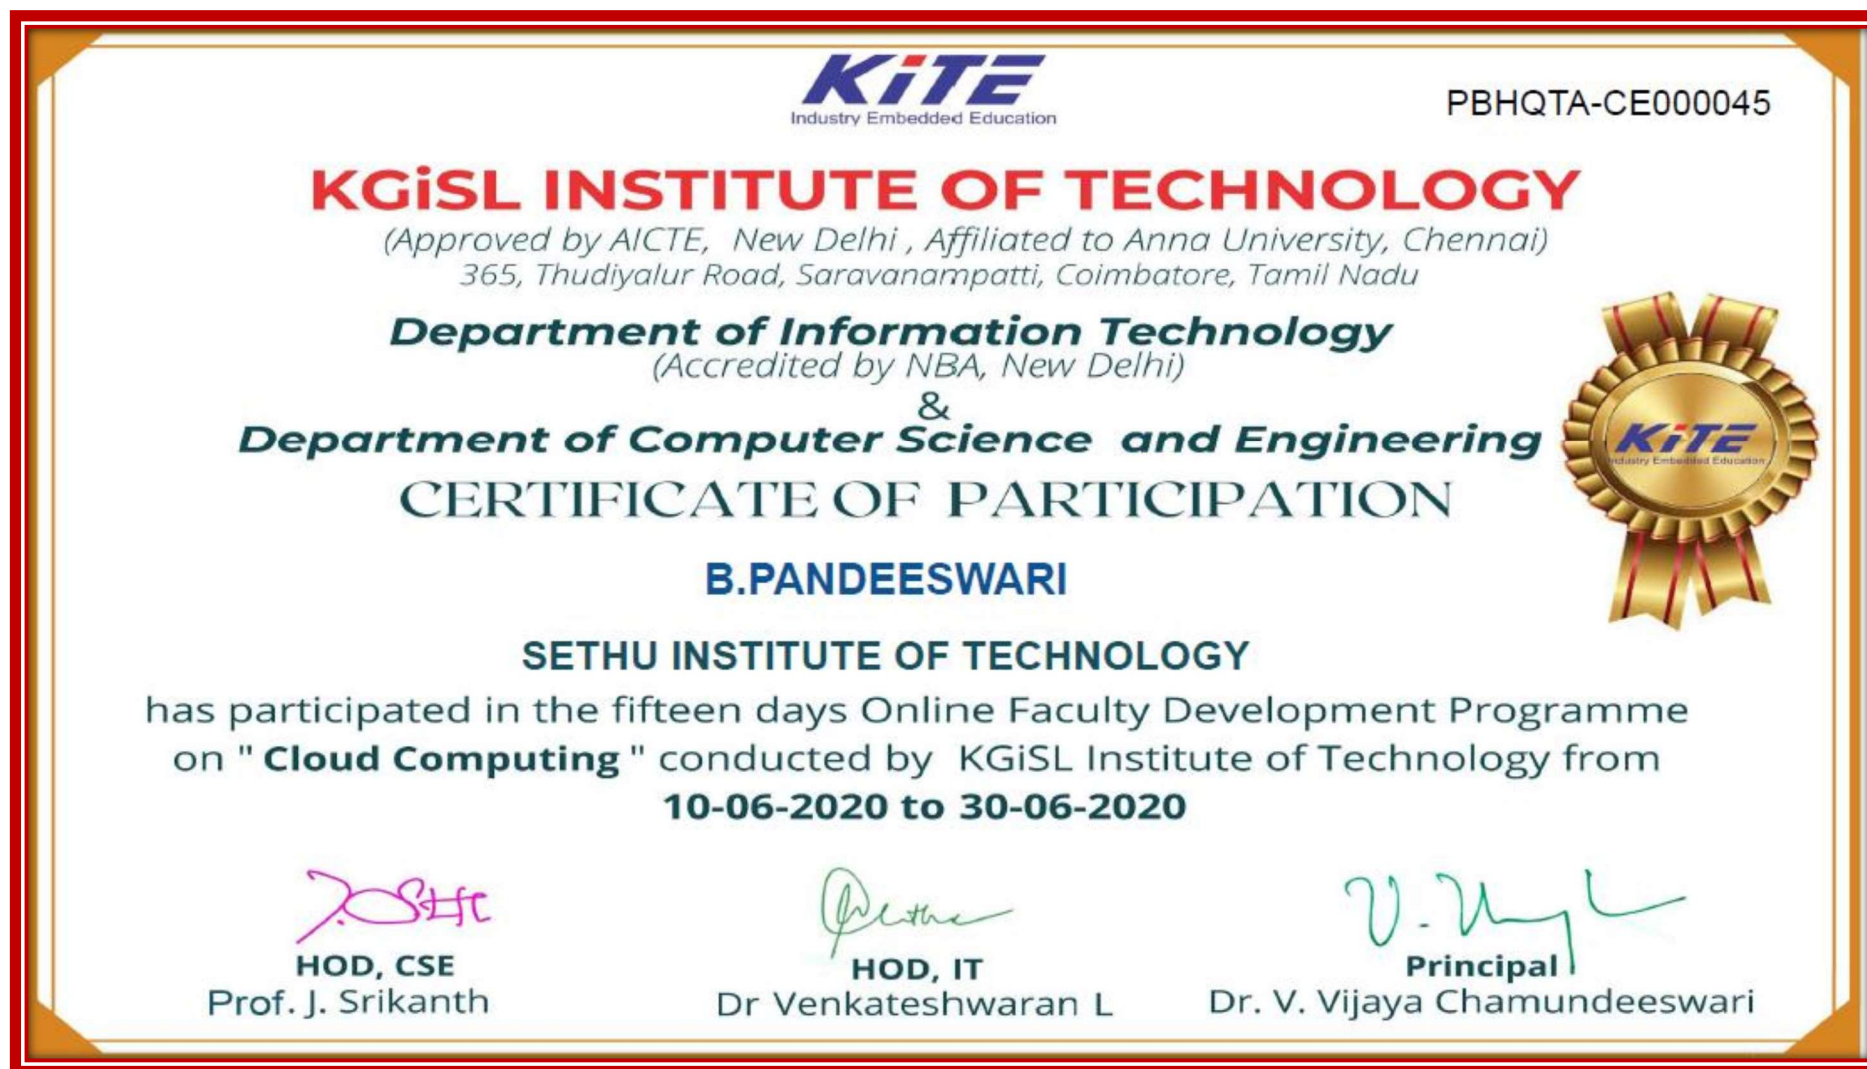 KiTE
Industry Embedded Education
PBHQTA-CE000045
KGiSL INSTITUTE OF TECHNOLOGY
(Approved by AICTE, New Delhi , Affiliated to Anna University, Chennai)
365, Thudiyalur Road, Saravanampatti, Coimbatore, Tamil Nadu
Department of Information Technology
(Accredited by NBA, New Delhi)
&
Department of Computer Science and Engineering
KiTE
Industry Embedded Education
CERTIFICATE OF PARTICIPATION
B.PANDEESWARI
SETHU INSTITUTE OF TECHNOLOGY
has participated in the fifteen days Online Faculty Development Programme
on " Cloud Computing " conducted by KGiSL Institute of Technology from
10-06-2020 to 30-06-2020
HOD, CSE
Prof. J. Srikanth
HOD, IT
Dr Venkateshwaran L
Principal
Dr. V. Vijaya Chamundeeswari